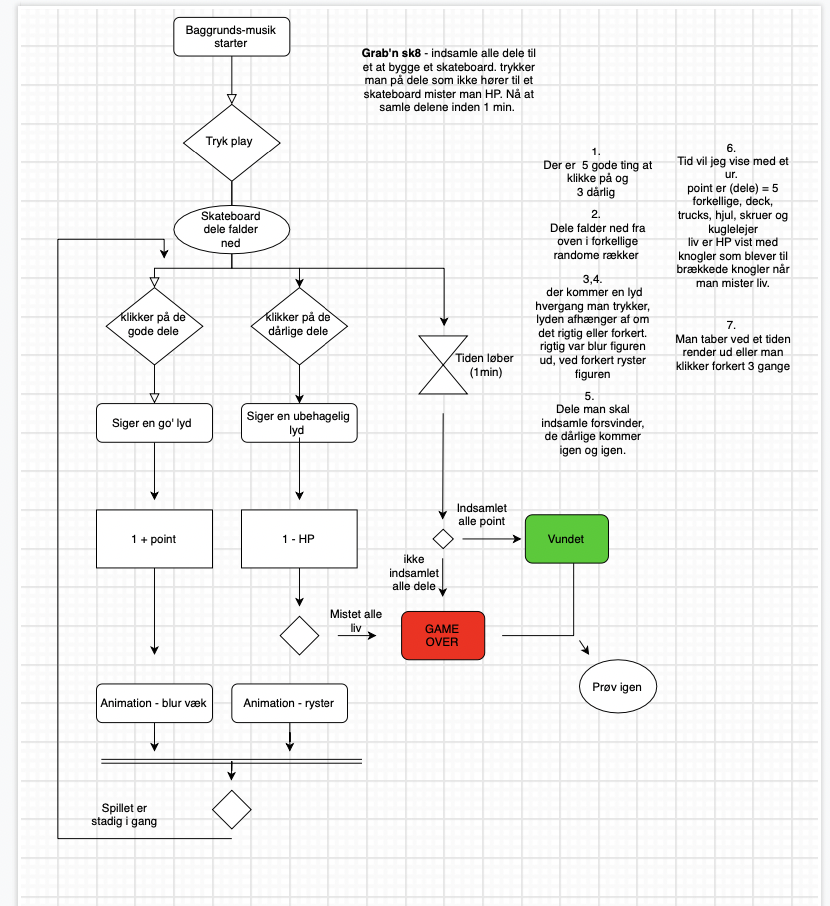 Baggrunds-musik
starter
Grab'n sk8 - indsamle alle dele til
et at bygge et skateboard. trykker
man på dele som ikke hører til et
skateboard mister man HP. Nå at
samle delene inden 1 min.
Tryk play
Skateboard
dele falder
ned
klikker på de
gode dele
klikker på de
dårlige dele
Tiden løber
(1min)
Siger en go' lyd
Siger en ubehagelig
lyd
1 + point
1 - HP
Indsamlet
alle point
Vundet
ikke
indsamlet
alle dele
Mistet alle
liv
GAME
OVER
Prøv igen
Animation - blur væk
Animation - ryster
Spillet er
stadig i gang
1.
Der er  5 gode ting at
klikke på og
3 dårlig
2.
Dele falder ned fra
oven i forkellige
randome rækker
3,4.
der kommer en lyd
hvergang man trykker,
lyden afhænger af om
det rigtig eller forkert.
rigtig var blur figuren
ud, ved forkert ryster
figuren
5.
Dele man skal
indsamle forsvinder,
de dårlige kommer
igen og igen.
6.
Tid vil jeg vise med et
ur.
point er (dele) = 5
forkellige, deck,
trucks, hjul, skruer og
kuglelejer
liv er HP vist med
knogler som blever til
brækkede knogler når
man mister liv.
7.
Man taber ved et tiden
render ud eller man
klikker forkert 3 gange